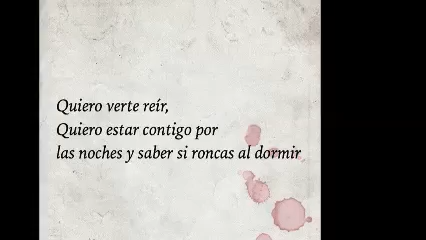 Quiero verte reír,
Quiero estar contigo por
las noches y saber si roncas al dormir